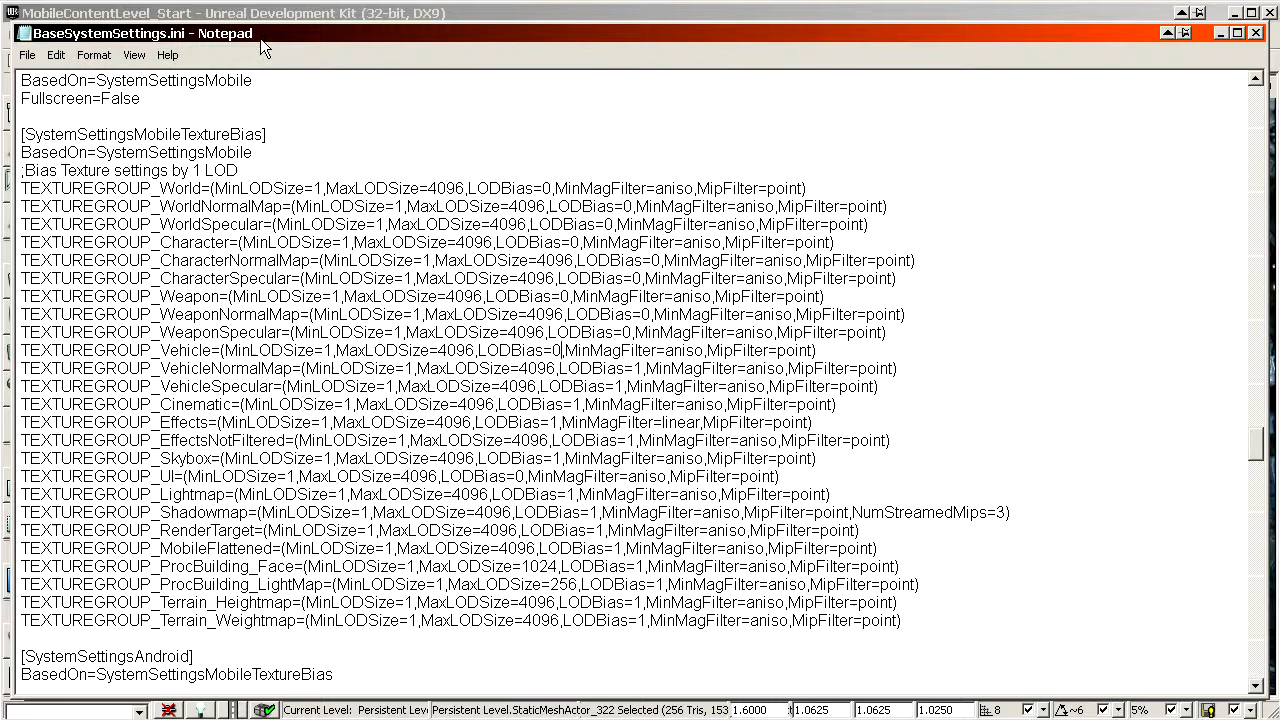 MobileContentLevel_Start - Unreal Development Kit (32-bit, DX9)
BaseSystemSettings.ini - Notepad
File Edit Format View Help
BasedOn=SystemSettingsMobile
Fullscreen=False
[SystemSettingsMobileTextureBias]
BasedOn=SystemSettingsMobile
;Bias Texture settings by 1 LOD
TEXTUREGROUP_World=(MinLODSize=1,MaxLODSize=4096,LODBias=0,MinMagFilter=aniso,MipFilter=point)
TEXTUREGROUP_WorldNormalMap=(MinLODSize=1,MaxLODSize=4096,LODBias=0,MinMagFilter=aniso,MipFilter=point)
TEXTUREGROUP_WorldSpecular=(MinLODSize=1,MaxLODSize=4096,LODBias=0,MinMagFilter=aniso,MipFilter=point)
TEXTUREGROUP_Character=(MinLODSize=1,MaxLODSize=4096,LODBias=0,MinMagFilter=aniso,MipFilter=point)
TEXTUREGROUP_CharacterNormalMap=(MinLODSize=1,MaxLODSize=4096,LODBias=0,MinMagFilter=aniso,MipFilter=point)
TEXTUREGROUP_CharacterSpecular=(MinLODSize=1,MaxLODSize=4096,LODBias=0,MinMagFilter=aniso,MipFilter=point)
TEXTUREGROUP_Weapon=(MinLODSize=1,MaxLODSize=4096,LODBias=0,MinMagFilter=aniso,MipFilter=point)
TEXTUREGROUP_WeaponNormalMap=(MinLODSize=1,MaxLODSize=4096,LODBias=0,MinMagFilter=aniso,MipFilter=point)
TEXTUREGROUP_WeaponSpecular=(MinLODSize=1,MaxLODSize=4096,LODBias=0,MinMagFilter=aniso,MipFilter=point)
TEXTUREGROUP_Vehicle=(MinLODSize=1,MaxLODSize=4096,LODBias=0,MinMagFilter=aniso,MipFilter=point)
TEXTUREGROUP_VehicleNormalMap=(MinLODSize=1,MaxLODSize=4096,LODBias=1,MinMagFilter=aniso,MipFilter=point)
TEXTUREGROUP_VehicleSpecular=(MinLODSize=1,MaxLODSize=4096,LODBias=1,MinMagFilter=aniso,MipFilter=point)
TEXTUREGROUP_Cinematic=(MinLODSize=1,MaxLODSize=4096,LODBias=1,MinMagFilter=aniso,MipFilter=point)
TEXTUREGROUP_Effects=(MinLODSize=1,MaxLODSize=4096,LODBias=1,MinMagFilter=linear,MipFilter=point)
TEXTUREGROUP_EffectsNotFiltered=(MinLODSize=1,MaxLODSize=4096,LODBias=1,MinMagFilter=aniso,MipFilter=point)
TEXTUREGROUP_Skybox=(MinLODSize=1,MaxLODSize=4096,LODBias=1,MinMagFilter=aniso,MipFilter=point)
TEXTUREGROUP_UI=(MinLODSize=1,MaxLODSize=4096,LODBias=0,MinMagFilter=aniso,MipFilter=point)
TEXTUREGROUP_Lightmap=(MinLODSize=1,MaxLODSize=4096,LODBias=1,MinMagFilter=aniso,MipFilter=point)
TEXTUREGROUP_Shadowmap=(MinLODSize=1,MaxLODSize=4096,LODBias=1,MinMagFilter=aniso,MipFilter=point,NumStreamedMips=3)
TEXTUREGROUP_RenderTarget=(MinLODSize=1,MaxLODSize=4096,LODBias=1,MinMagFilter=aniso,MipFilter=point)
TEXTUREGROUP_MobileFlattened=(MinLODSize=1,MaxLODSize=4096,LODBias=1,MinMagFilter=aniso,MipFilter=point)
TEXTUREGROUP_ProcBuilding_Face=(MinLODSize=1,MaxLODSize=1024,LODBias=1,MinMagFilter=aniso,MipFilter=point)
TEXTUREGROUP_ProcBuilding_LightMap=(MinLODSize=1,MaxLODSize=256,LODBias=1,MinMagFilter=aniso,MipFilter=point)
TEXTUREGROUP_Terrain_Heightmap=(MinLODSize=1,MaxLODSize=4096,LODBias=1,MinMagFilter=aniso,MipFilter=point)
TEXTUREGROUP_Terrain_Weightmap=(MinLODSize=1,MaxLODSize=4096,LODBias=1,MinMagFilter=aniso,MipFilter=point)
[SystemSettingsAndroid]
BasedOn=SystemSettingsMobileTextureBias
Current Level: Persistent Level Persistent Level.StaticMeshActor_322 Selected (256 Tris, 153 1.6000 1.0625 1.0625 1.0250 8 6 5%